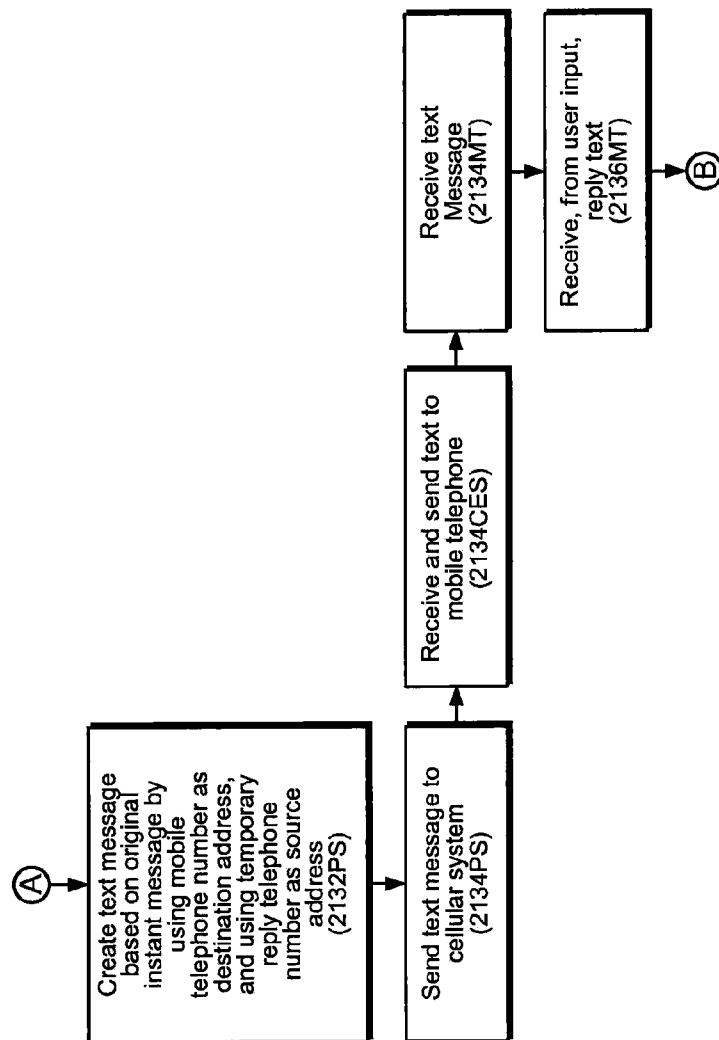 A
Create text message
based on original
instant message by
using mobile
telephone number as
destination address,
and using temporary
reply telephone
number as source
address
(2132PS)
Send text message to
cellular system
(2134PS)
Receive and send text to
mobile telephone
(2134CES)
Receive text
Message
(2134MT)
Receive, from user input,
reply text
(2136MT)
B